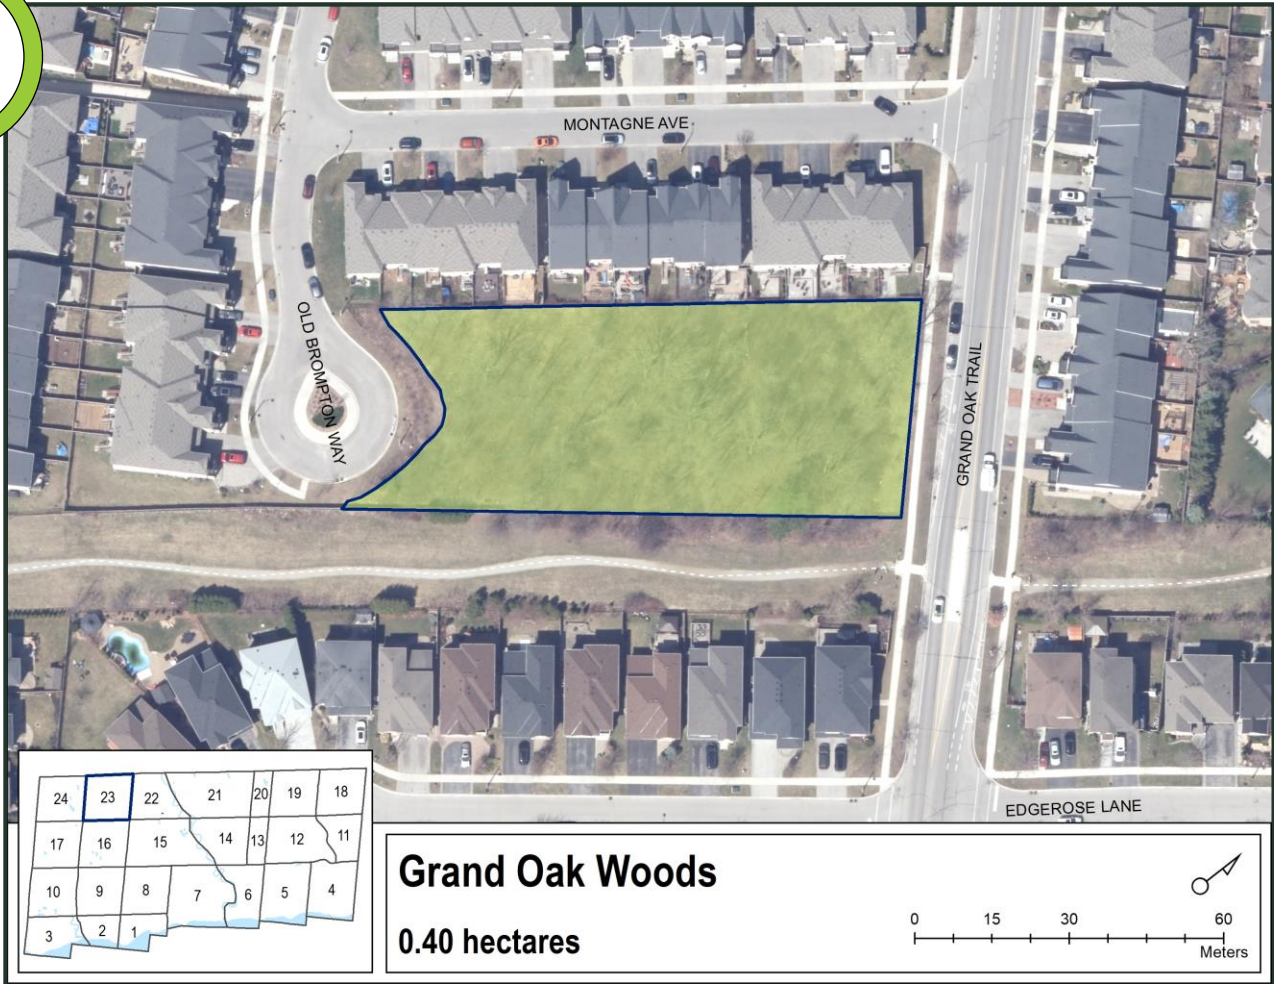 MONTAGNE AVE
OLD BROMPTON WAY
GRAND OAK TRAIL
EDGEROSE LANE
24 23 22 21 20 19 18
17 16 15 14 13 12 11
10 9 8 7 6 5 4
3 2 1
Grand Oak Woods
0.40 hectares
0 15 30 60
Meters